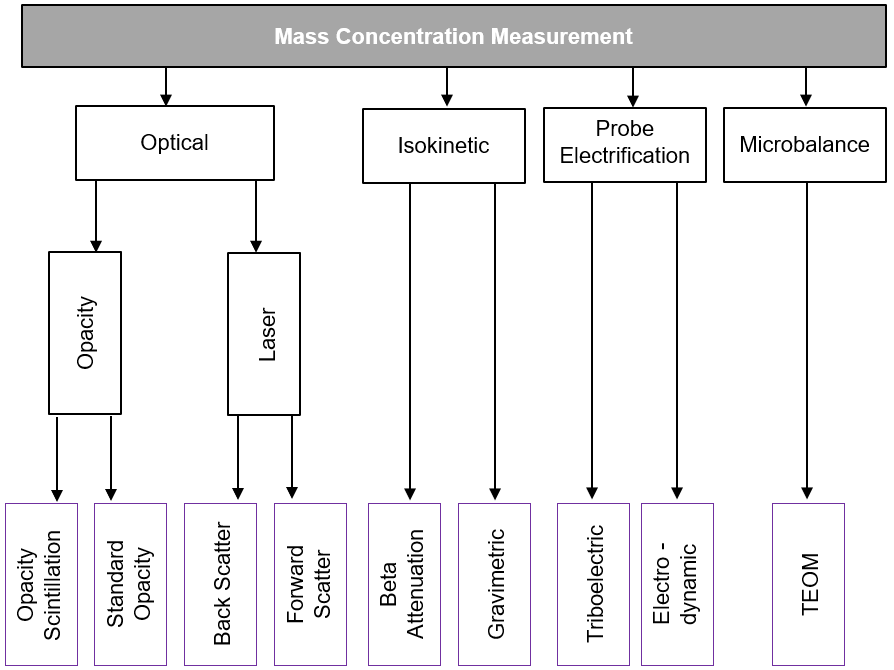 Mass Concentration Measurement
Optical
Isokinetic
Probe
Electrification
Microbalance
Opacity
Laser
Opacity
Scintillation
Standard
Opacity
Back Scatter
Forward
Scatter
Beta
Attenuation
Gravimetric
Triboelectric
Electro -
dynamic
TEOM